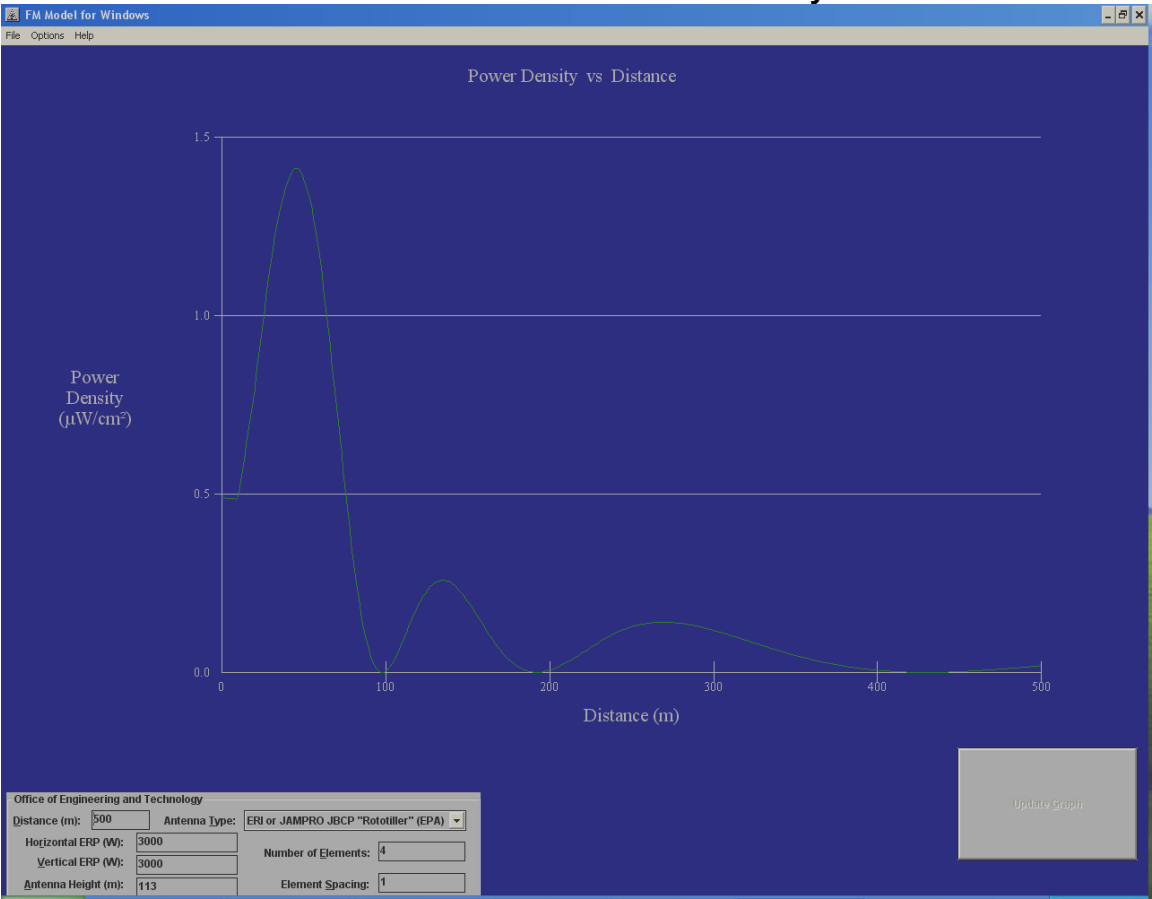 FM Model for Windows
File Options Help
Power Density vs Distance
1.5
1.0
Power
Density
(µW/cm²)
0.5
0.0
0 100 200 300 400 500
Distance (m)
Office of Engineering and Technology
Distance (m): 500 Antenna Type: ERI or JAMPRO JBCP "Rototiller" (EPA)
Horizontal ERP (W): 3000
Number of Elements: 4
Vertical ERP (W): 3000
Antenna Height (m): 113 Element Spacing: 1
Update Graph